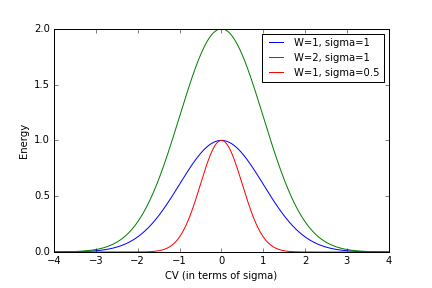 2.0
1.5
1.0
0.5
0.0
Energy
W=1, sigma=1
W=2, sigma=1
W=1, sigma=0.5
−4 −3 −2 −1 0 1 2 3 4
CV (in terms of sigma)